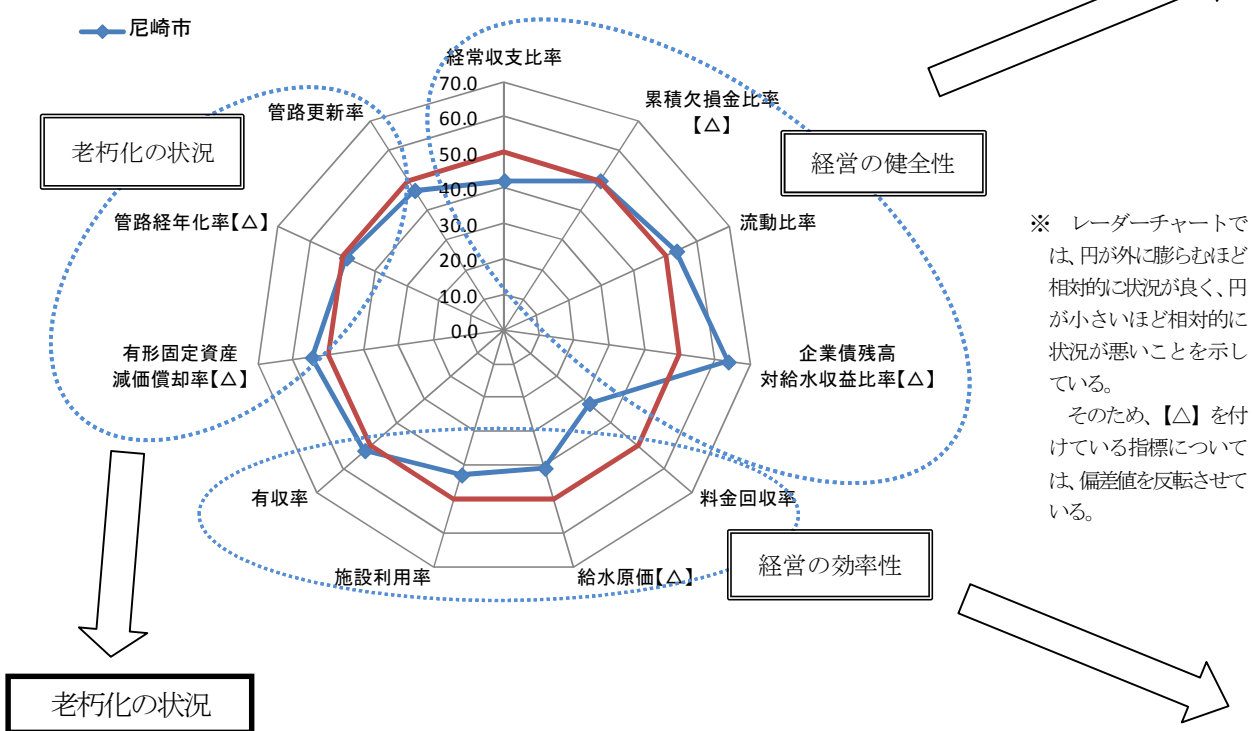 尼崎市
経常収支比率
累積欠損金比率
【△】
流動比率
企業債残高
対給水収益比率【△】
料金回収率
給水原価【△】
施設利用率
有収率
有形固定資産
減価償却率【△】
管路経年化率【△】
管路更新率
70.0
60.0
50.0
40.0
30.0
20.0
10.0
0.0
老朽化の状況
経営の健全性
経営の効率性
※　レーダーチャートで
は、円が外に膨らむほど
相対的に状況が良く、円
が小さいほど相対的に
状況が悪いことを示し
ている。
そのため、【△】を付
けている指標について
は、偏差値を反転させて
いる。
老朽化の状況